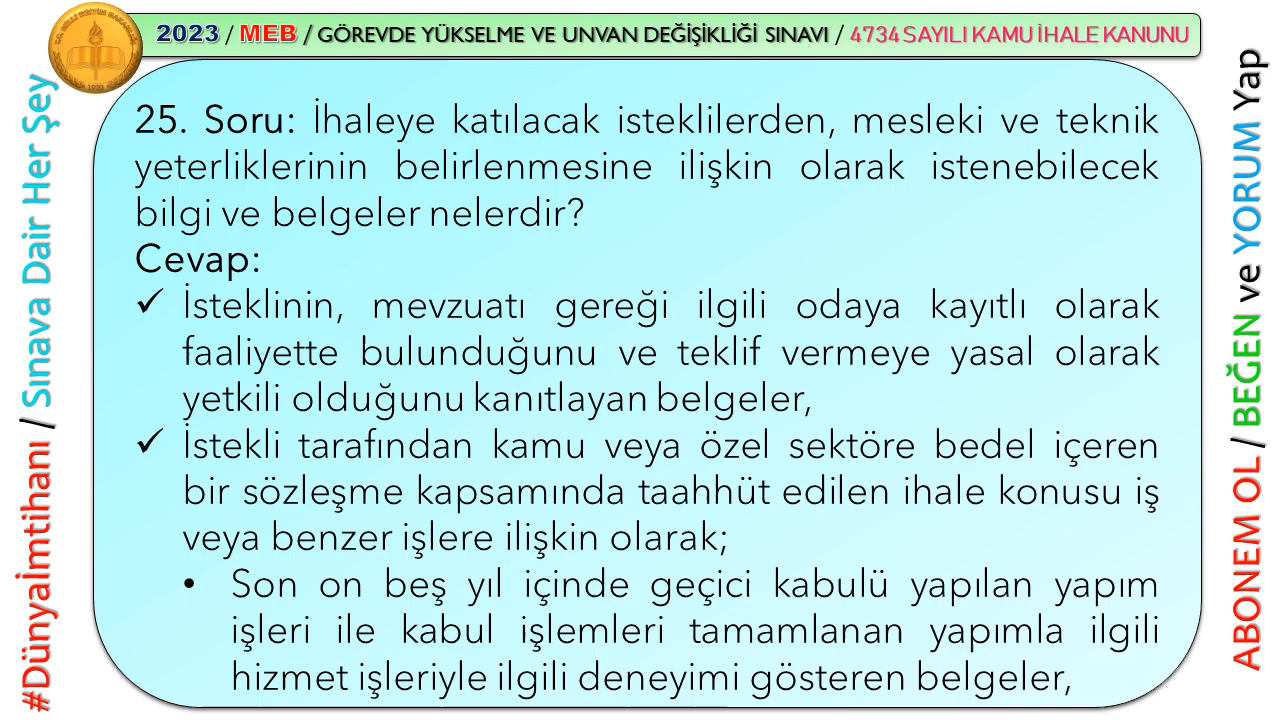 2023 / MEB / GÖREVDE YÜKSELME VE UNVAN DEĞİŞİKLİĞİ SINAVI / 4734 SAYILI KAMU İHALE KANUNU
#Dünyaİmtihanı / Sınava Dair Her Şey
25. Soru: İhaleye katılacak isteklilerden, mesleki ve teknik
yeterliklerinin belirlenmesine ilişkin olarak istenebilecek
bilgi ve belgeler nelerdir?
Cevap:
✓ İsteklinin, mevzuatı gereği ilgili odaya kayıtlı olarak
faaliyette bulunduğunu ve teklif vermeye yasal olarak
yetkili olduğunu kanıtlayan belgeler,
✓ İstekli tarafından kamu veya özel sektöre bedel içeren
bir sözleşme kapsamında taahhüt edilen ihale konusu iş
veya benzer işlere ilişkin olarak;
• Son on beş yıl içinde geçici kabulü yapılan yapım
işleri ile kabul işlemleri tamamlanan yapımla ilgili
hizmet işleriyle ilgili deneyimi gösteren belgeler,
ABONEM OL / BEĞEN ve YORUM Yap